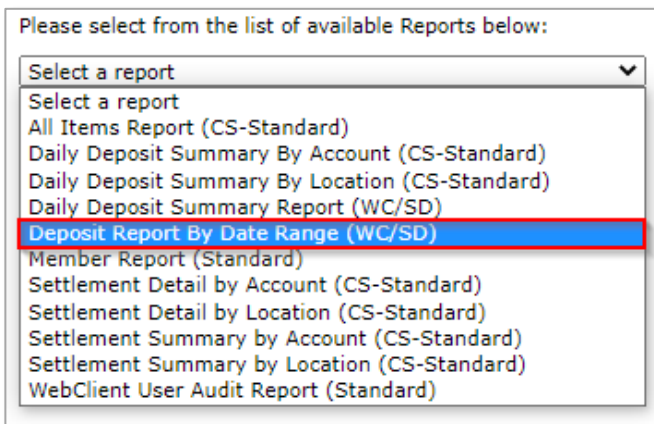 Please select from the list of available Reports below:
Select a report
Select a report
All Items Report (CS-Standard)
Daily Deposit Summary By Account (CS-Standard)
Daily Deposit Summary By Location (CS-Standard)
Daily Deposit Summary Report (WC/SD)
Deposit Report By Date Range (WC/SD)
Member Report (Standard)
Settlement Detail by Account (CS-Standard)
Settlement Detail by Location (CS-Standard)
Settlement Summary by Account (CS-Standard)
Settlement Summary by Location (CS-Standard)
WebClient User Audit Report (Standard)